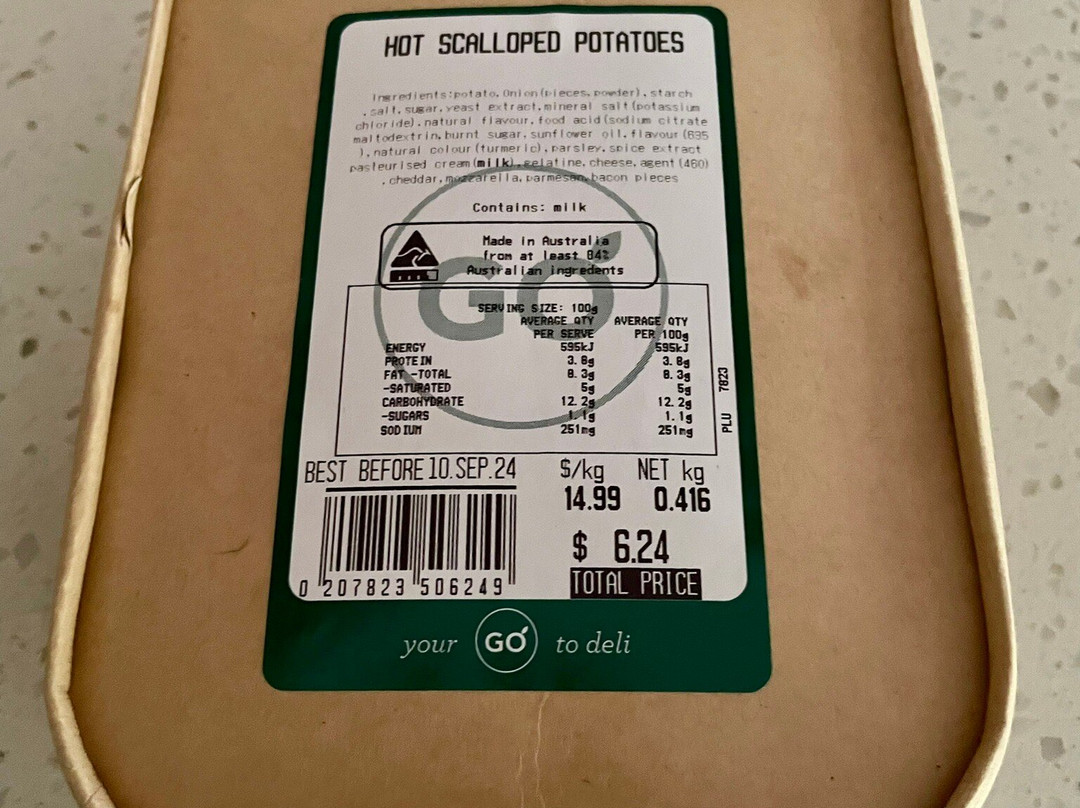 HOT SCALLOPED POTATOES
Ingredients:potato, Onion(pieces, powder), starch
, salt, sugar, yeast extract, mineral salt(potassium
chloride), natural flavour, food acid(sodium citrate
maltodextrin, burnt sugar, sunflower oil, flavour (635
), natural colour(turmeric), parsley, spice extract
pasteurised cream(milk), gelatine, cheese, agent (460)
, cheddar, mozzarella, parmesan, bacon pieces
Contains: milk
Made in Australia
from at least 84%
Australian ingredents
GO
SERVING SIZE: 100g
AVERAGE QTY AVERAGE QTY
PER SERVE PER 100g
ENERGY 595kJ 595kJ
PROTEIN 3.8g 3.8g
FAT -TOTAL 8.3g 8.3g
-SATURATED 5g 5g
CARBOHYDRATE 12.2g 12.2g
-SUGARS 1.1g 1.1g
SODIUM 251mg 251mg
PLU 7823
BEST BEFORE 10.SEP.24
$/kg NET kg
14.99 0.416
$ 6.24
TOTAL PRICE
0 207823 506249
your GO to deli